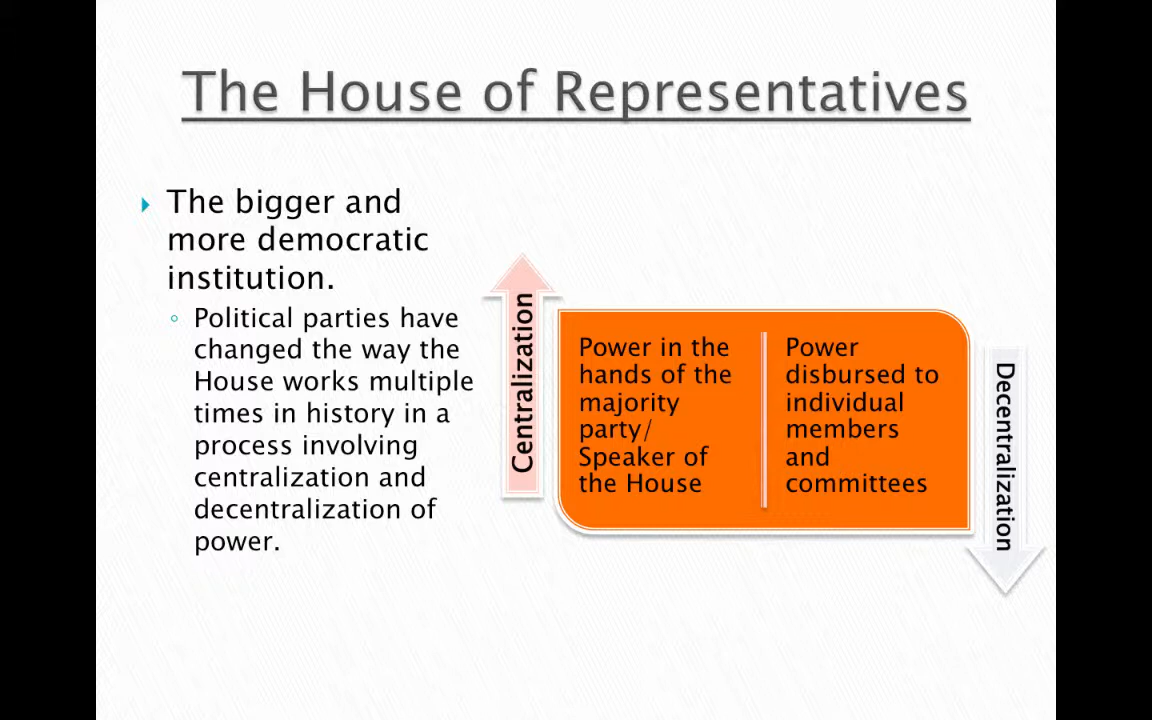 The House of Representatives
The bigger and
more democratic
institution.
Political parties have
changed the way the
House works multiple
times in history in a
process involving
centralization and
decentralization of
power.
Centralization
Power in the
hands of the
majority
party/
Speaker of
the House
Power
disbursed to
individual
members
and
committees
Decentralization